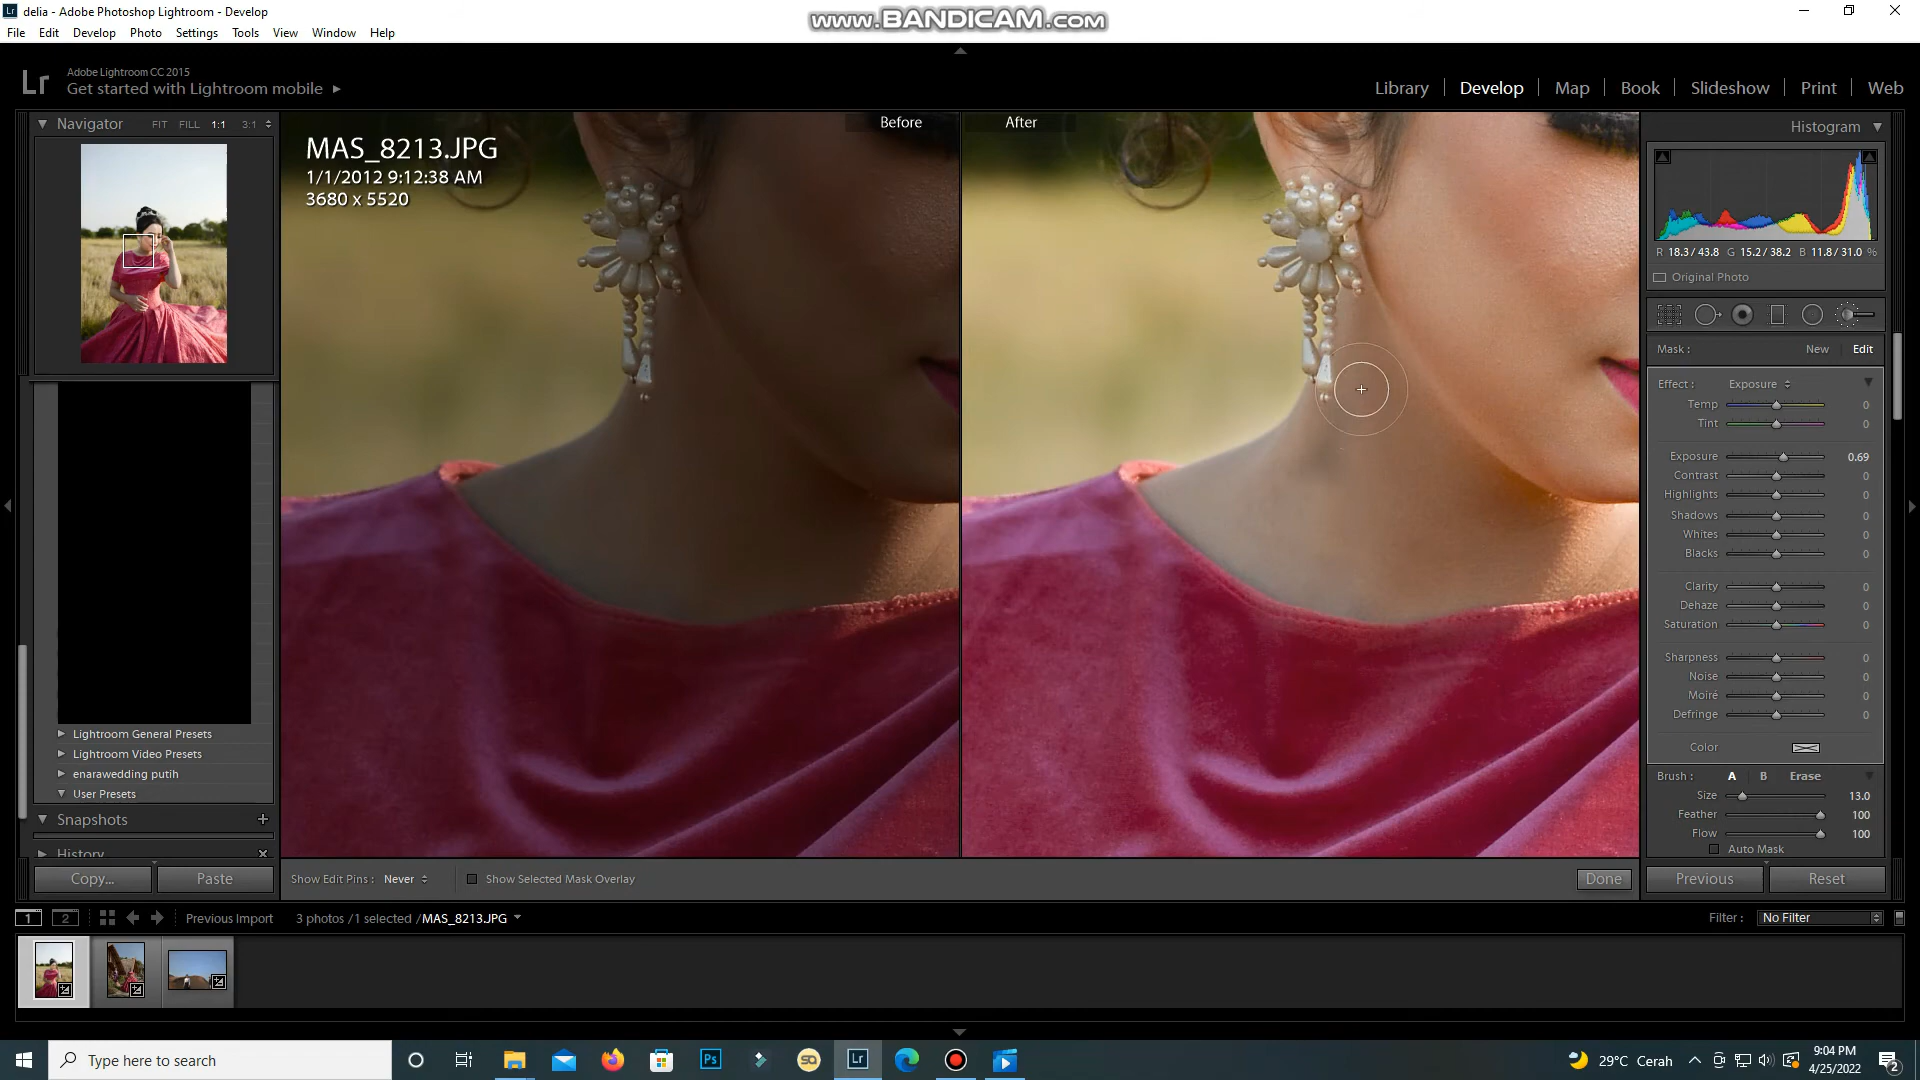 delia - Adobe Photoshop Lightroom - Develop
www.BANDICAM.com
File Edit Develop Photo Settings Tools View Window Help
Lr Adobe Lightroom CC 2015
Get started with Lightroom mobile
Library Develop Map Book Slideshow Print Web
Navigator FIT FILL 1:1 3:1
Before
After
Histogram
MAS_8213.JPG
1/1/2012 9:12:38 AM
3680 x 5520
R 18.3 / 43.8 G 15.2 / 38.2 B 11.8 / 31.0 %
Original Photo
Mask : New Edit
Effect : Exposure
Temp 0
Tint 0
Exposure 0.69
Contrast 0
Highlights 0
Shadows 0
Whites 0
Blacks 0
Clarity 0
Dehaze 0
Saturation 0
Sharpness 0
Noise 0
Moiré 0
Defringe 0
Color
Brush : A B Erase
Size 13.0
Feather 100
Flow 100
Auto Mask
Lightroom General Presets
Lightroom Video Presets
enarawedding putih
User Presets
Snapshots
History
Copy... Paste
Show Edit Pins : Never Show Selected Mask Overlay Done
Previous Reset
1 2 Previous Import 3 photos / 1 selected / MAS_8213.JPG
Filter : No Filter
Type here to search
Ps
Lr
29°C Cerah
9:04 PM
4/25/2022
2